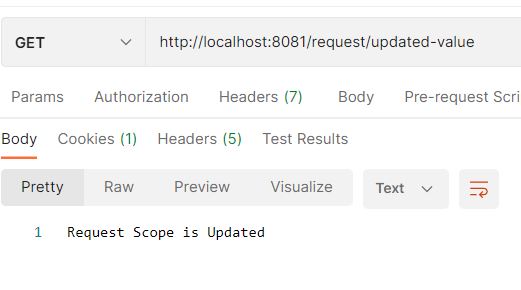 GET http://localhost:8081/request/updated-value
Params Authorization Headers (7) Body Pre-request Scri
Body Cookies (1) Headers (5) Test Results
Pretty Raw Preview Visualize Text
1 Request Scope is Updated